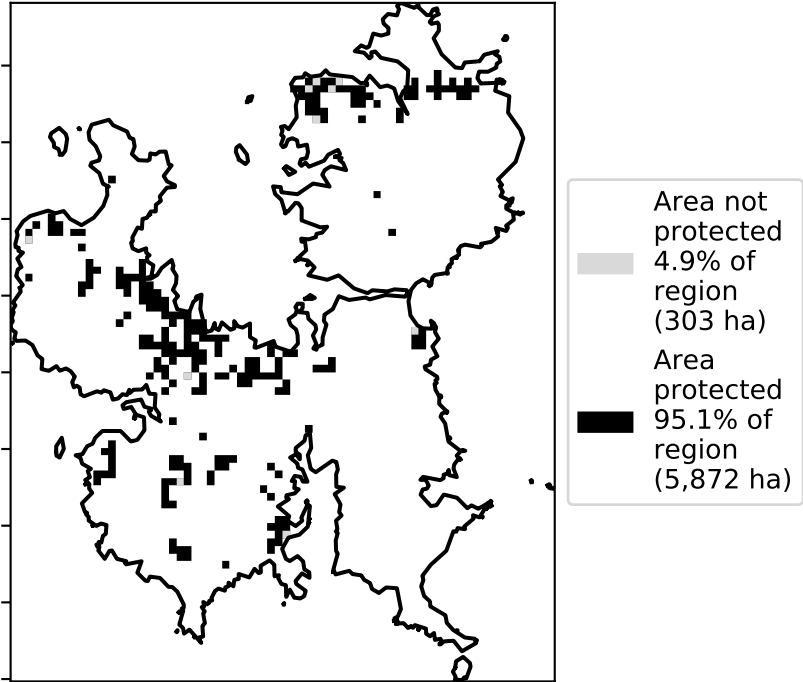 Area not
protected
4.9% of
region
(303 ha)
Area
protected
95.1% of
region
(5,872 ha)